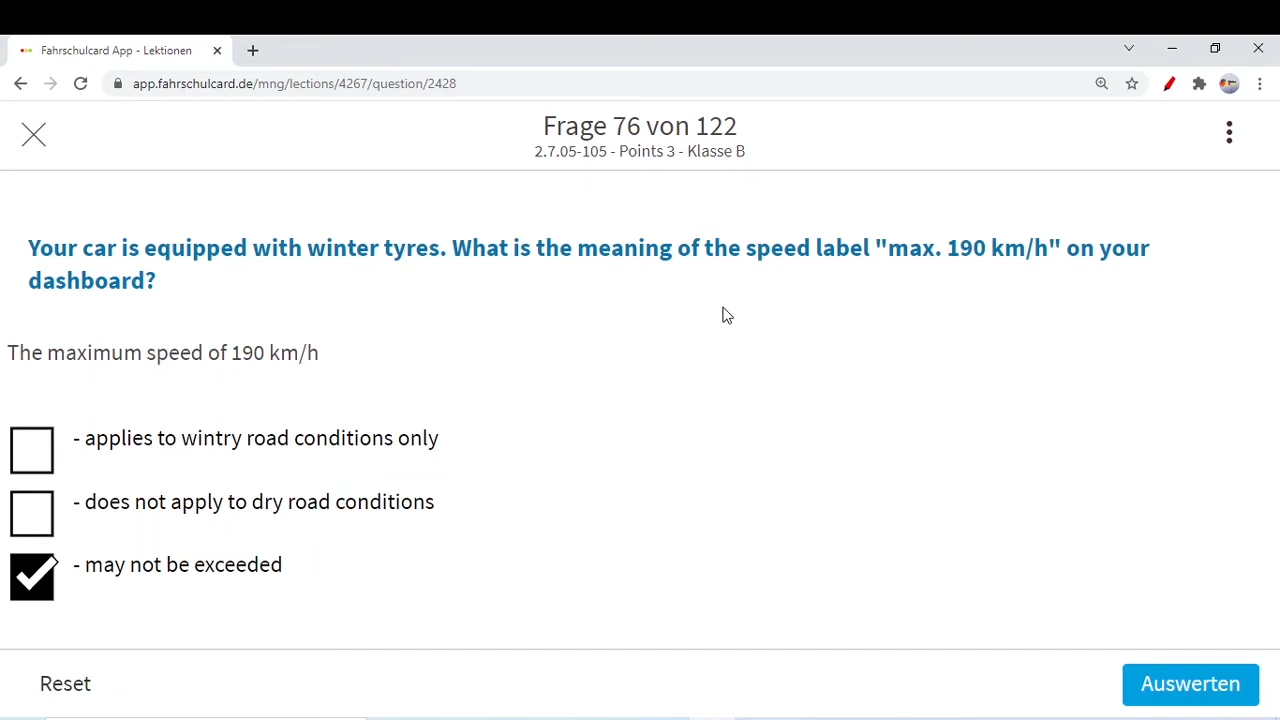 Fahrschulcard App - Lektionen
app.fahrschulcard.de/mng/lections/4267/question/2428
Frage 76 von 122
2.7.05-105 - Points 3 - Klasse B
Your car is equipped with winter tyres. What is the meaning of the speed label "max. 190 km/h" on your
dashboard?
The maximum speed of 190 km/h
- applies to wintry road conditions only
- does not apply to dry road conditions
- may not be exceeded
Reset
Auswerten